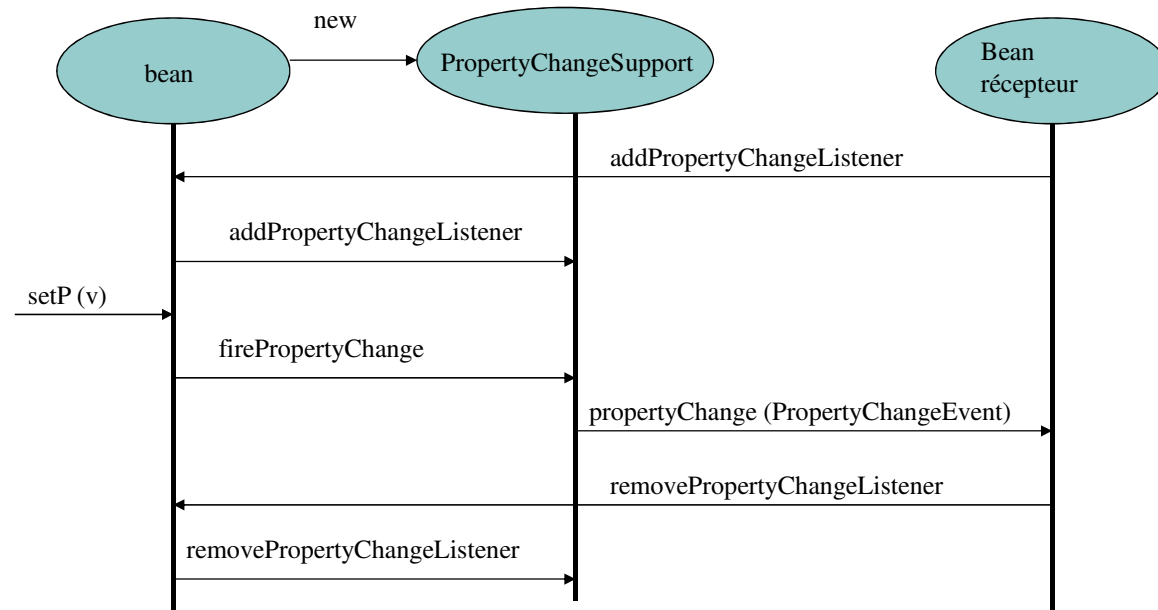 new
bean
PropertyChangeSupport
Bean
récepteur
addPropertyChangeListener
addPropertyChangeListener
setP (v)
firePropertyChange
propertyChange (PropertyChangeEvent)
removePropertyChangeListener
removePropertyChangeListener